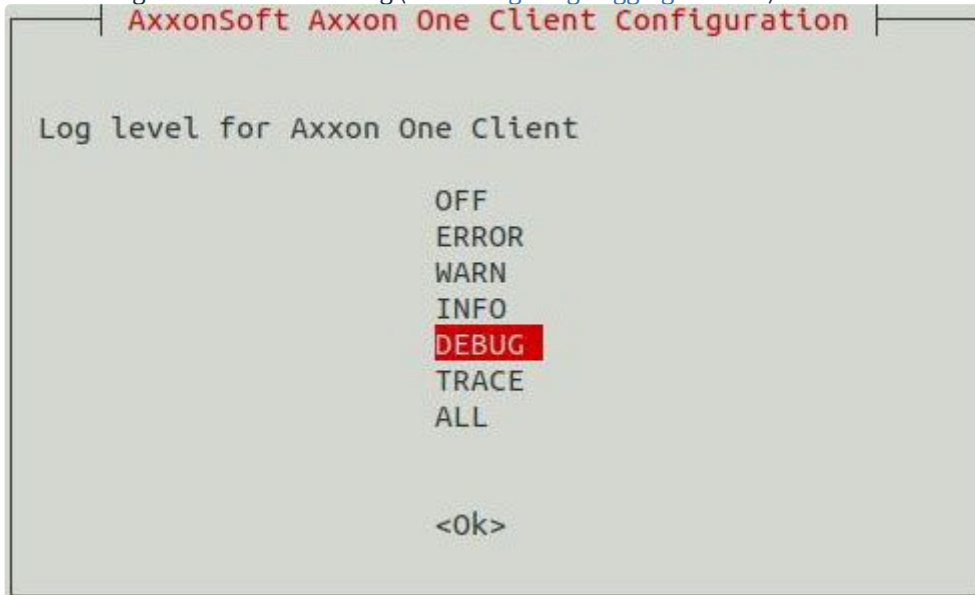 AxxonSoft Axxon One Client Configuration
Log level for Axxon One Client
OFF
ERROR
WARN
INFO
DEBUG
TRACE
ALL
<Ok>